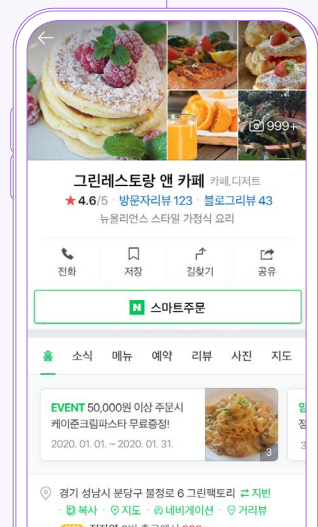 999+
그린레스토랑 앤 카페 카페,디저트
★4.6/5 · 방문자리뷰 123 · 블로그리뷰 43
뉴올리언스 스타일 가정식 요리
전화 저장 길찾기 공유
N 스마트주문
홈 소식 메뉴 예약 리뷰 사진 지도
EVENT 50,000원 이상 주문시
케이준크림파스타 무료증정!
2020. 01. 01. ~ 2020. 01. 31.
3
경기 성남시 분당구 불정로 6 그린팩토리 지번
· 복사 · 지도 · 네비게이션 · 거리뷰